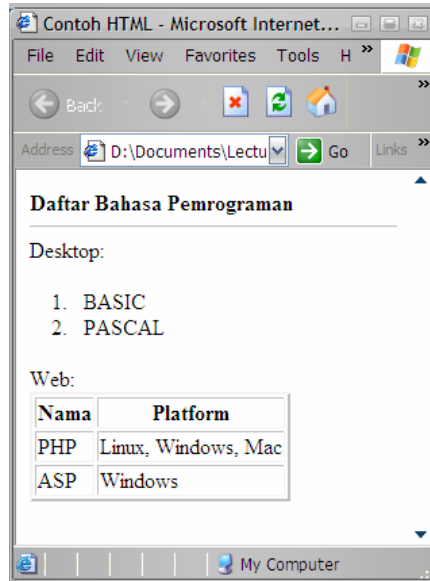 Contoh HTML - Microsoft Internet...
File Edit View Favorites Tools H »
Back »
Address D:\Documents\Lectu Go Links »
Daftar Bahasa Pemrograman
Desktop:
1. BASIC
2. PASCAL
Web:
Nama Platform
PHP Linux, Windows, Mac
ASP Windows
My Computer